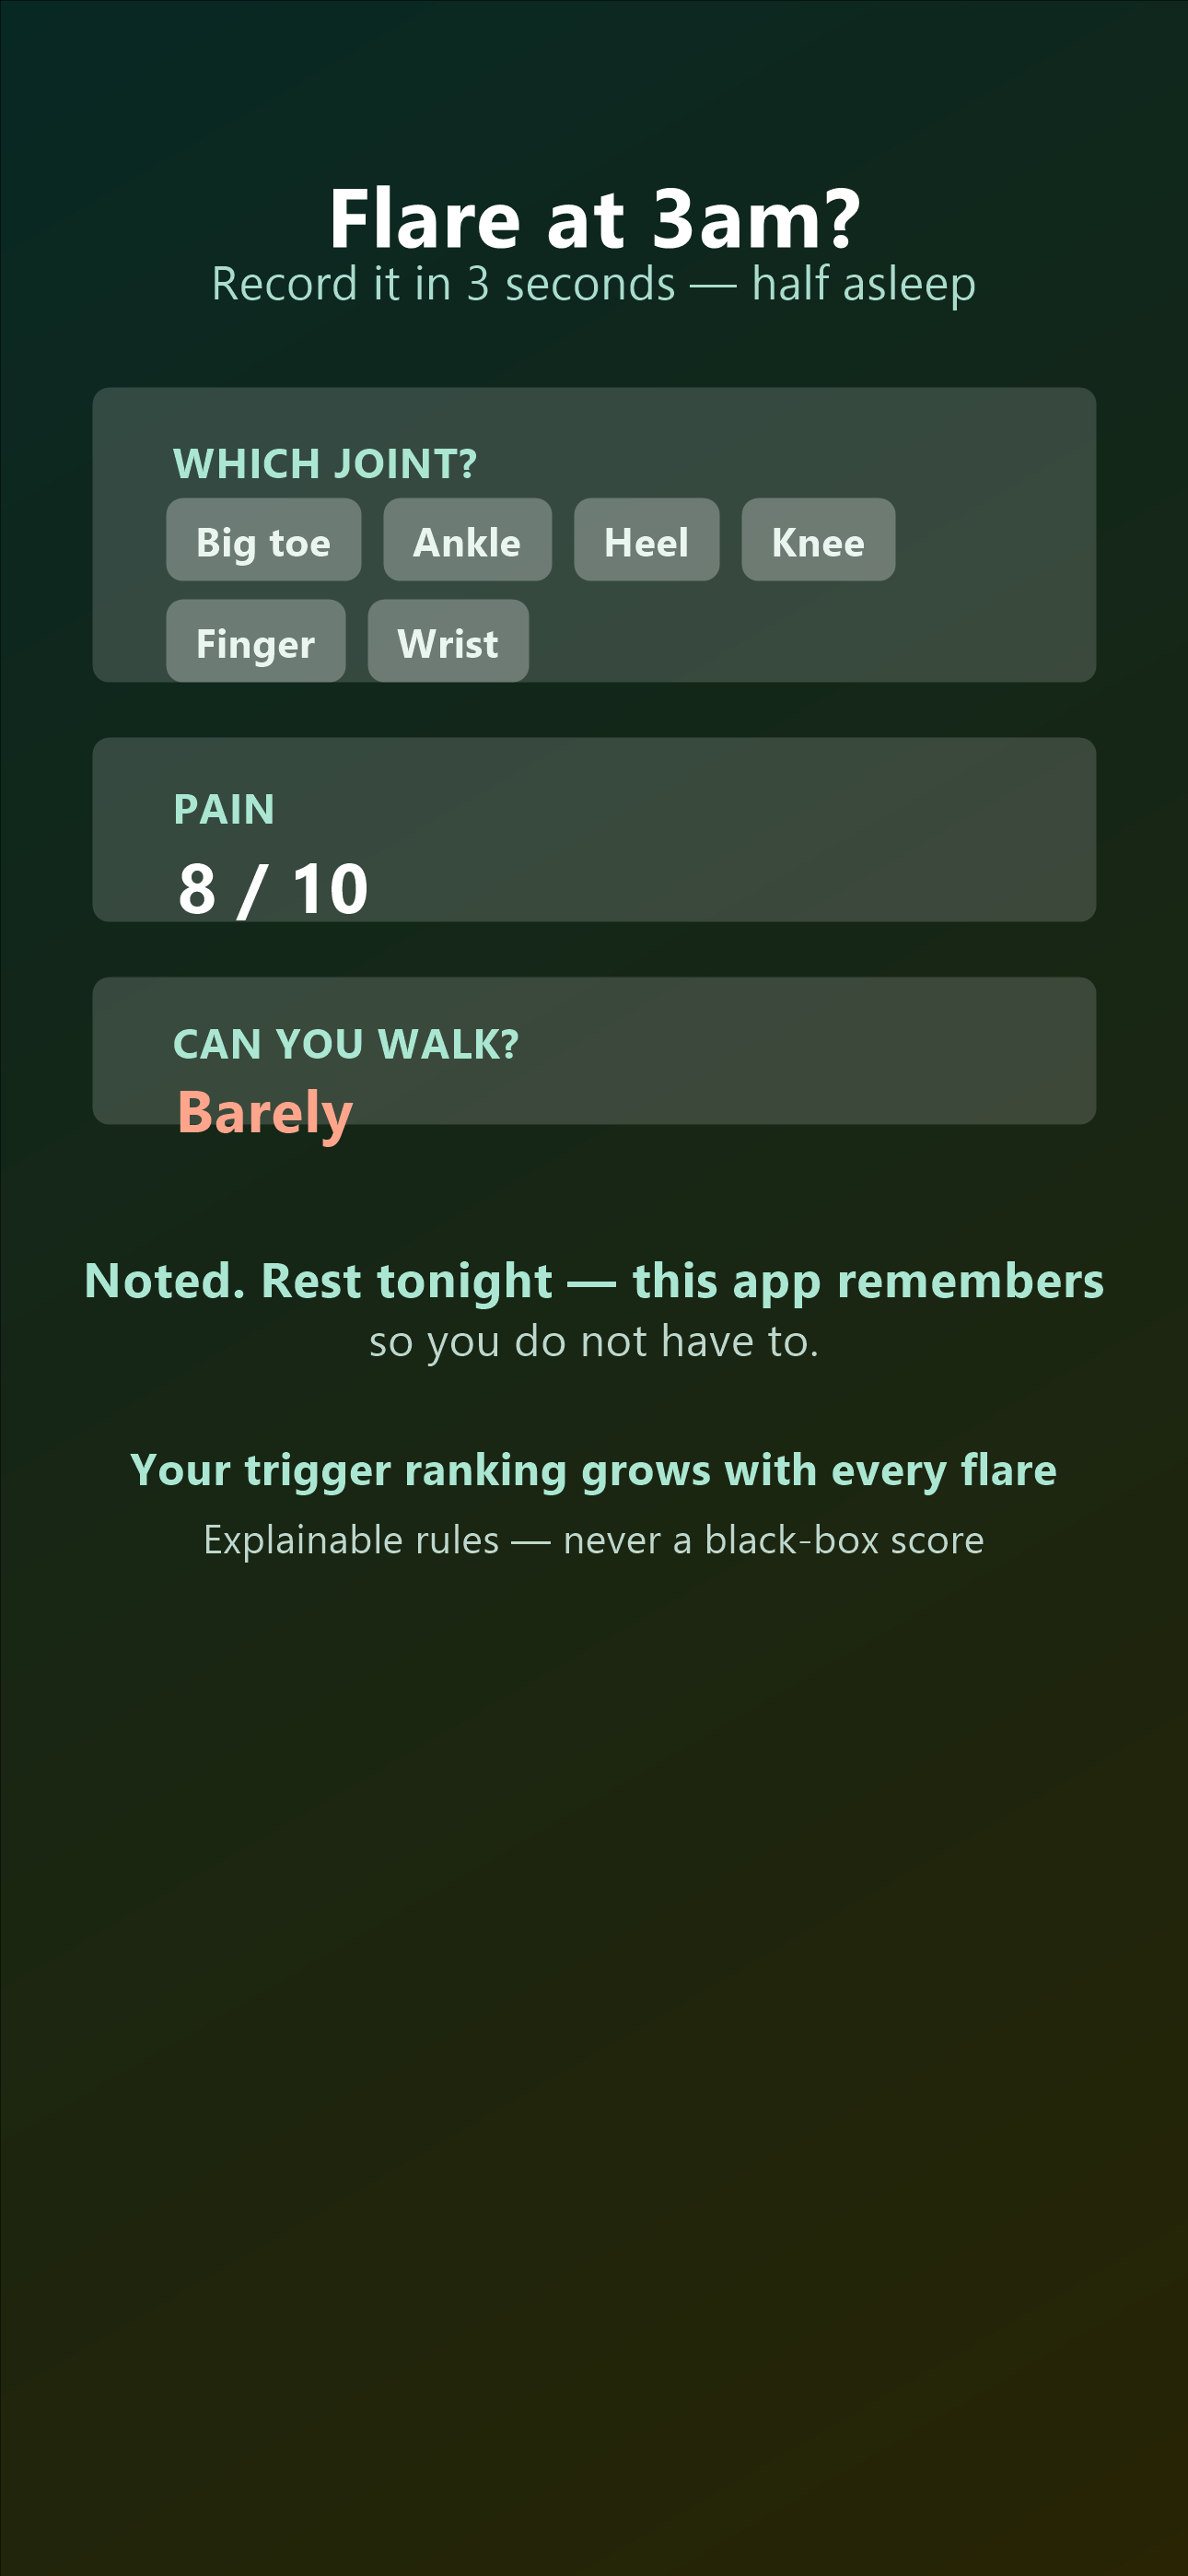 Flare at 3am?
Record it in 3 seconds — half asleep
WHICH JOINT?
Big toe Ankle Heel Knee
Finger Wrist
PAIN
8 / 10
CAN YOU WALK?
Barely
Noted. Rest tonight — this app remembers
so you do not have to.
Your trigger ranking grows with every flare
Explainable rules — never a black-box score